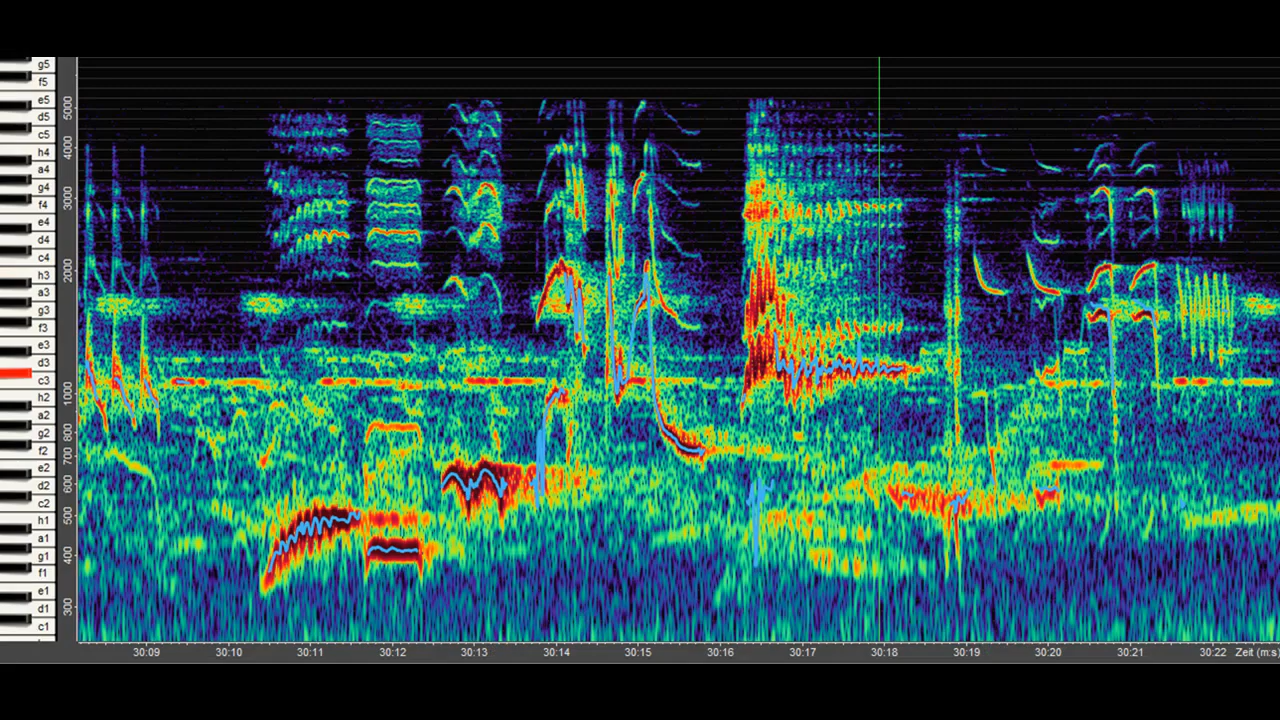 g5
f5
e5
d5
c5
h4
a4
g4
f4
e4
d4
c4
h3
a3
g3
f3
e3
d3
c3
h2
a2
g2
f2
e2
d2
c2
h1
a1
g1
f1
e1
d1
c1
5000
4000
3000
2000
1000
800
700
600
500
400
300
30:09 30:10 30:11 30:12 30:13 30:14 30:15 30:16 30:17 30:18 30:19 30:20 30:21 30:22 Zeit (m:s)